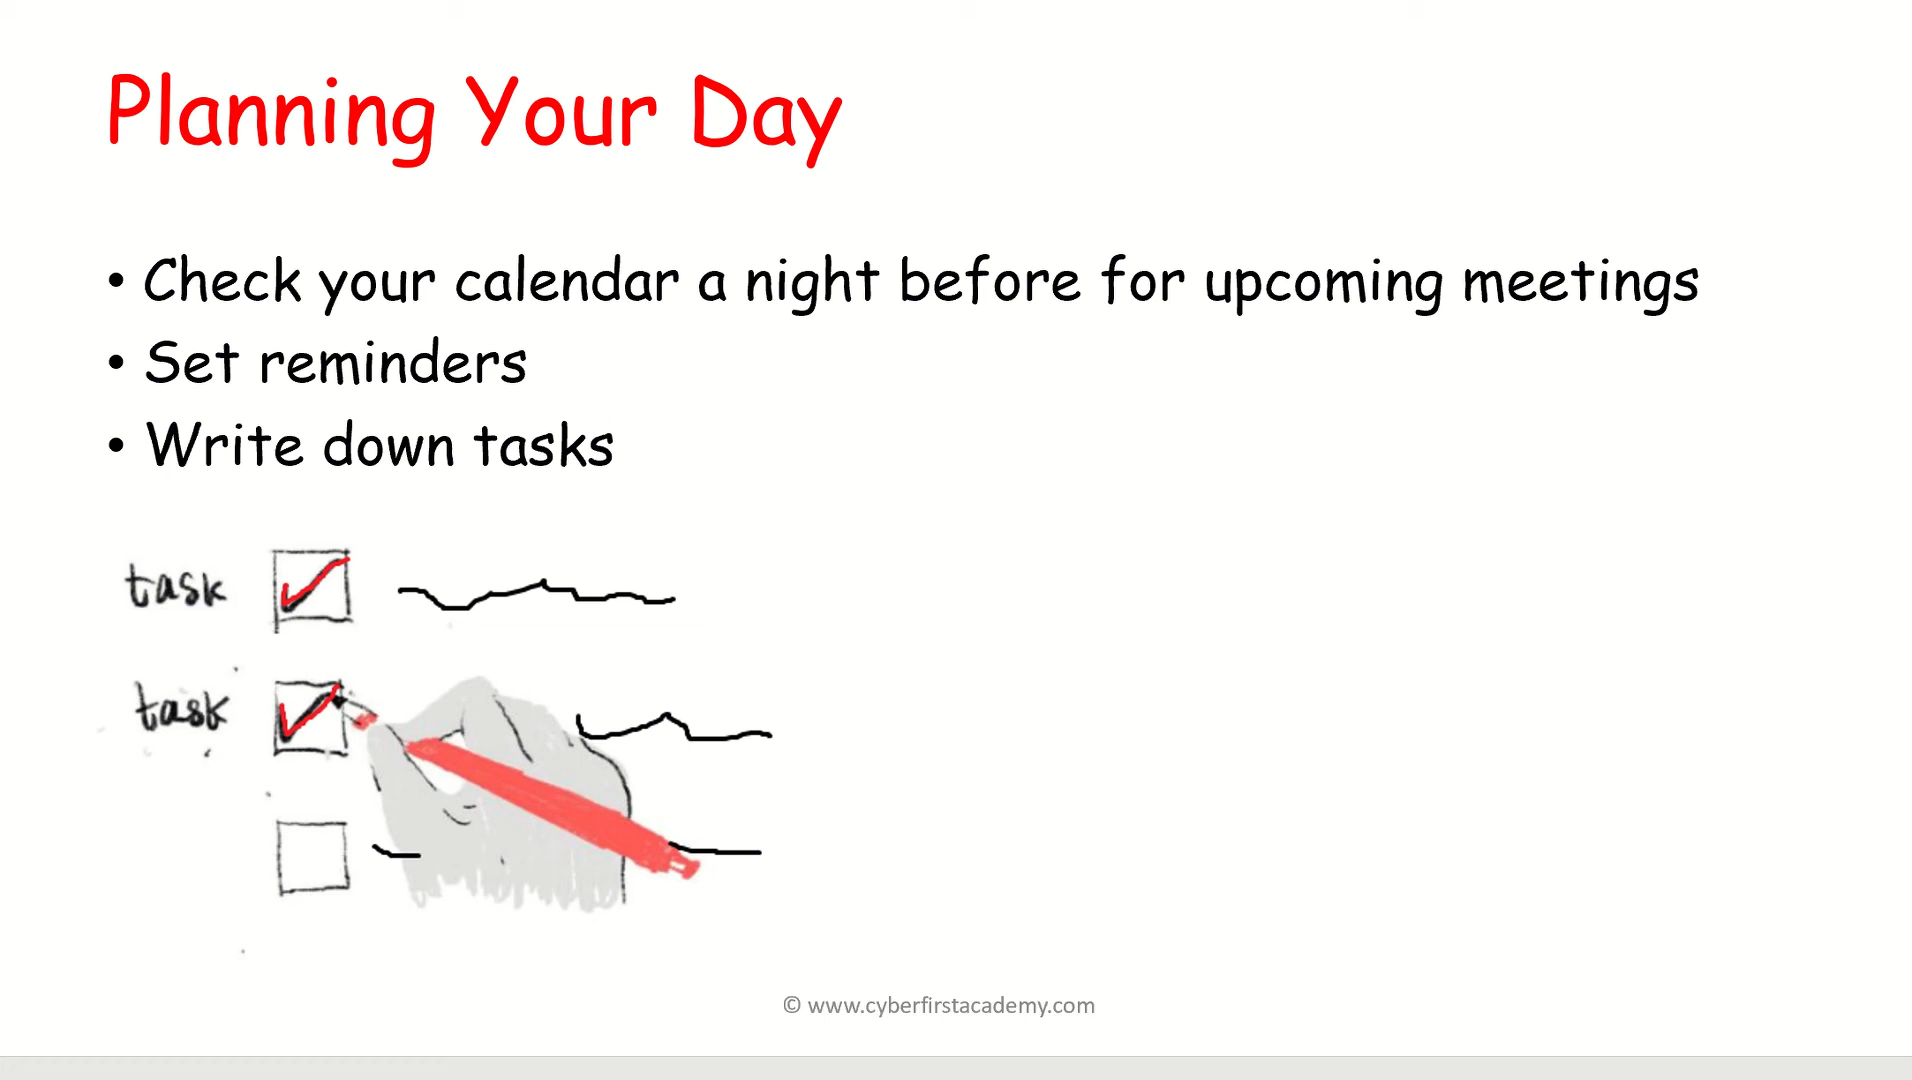 Planning Your Day
• Check your calendar a night before for upcoming meetings
• Set reminders
• Write down tasks
task
task
© www.cyberfirstacademy.com